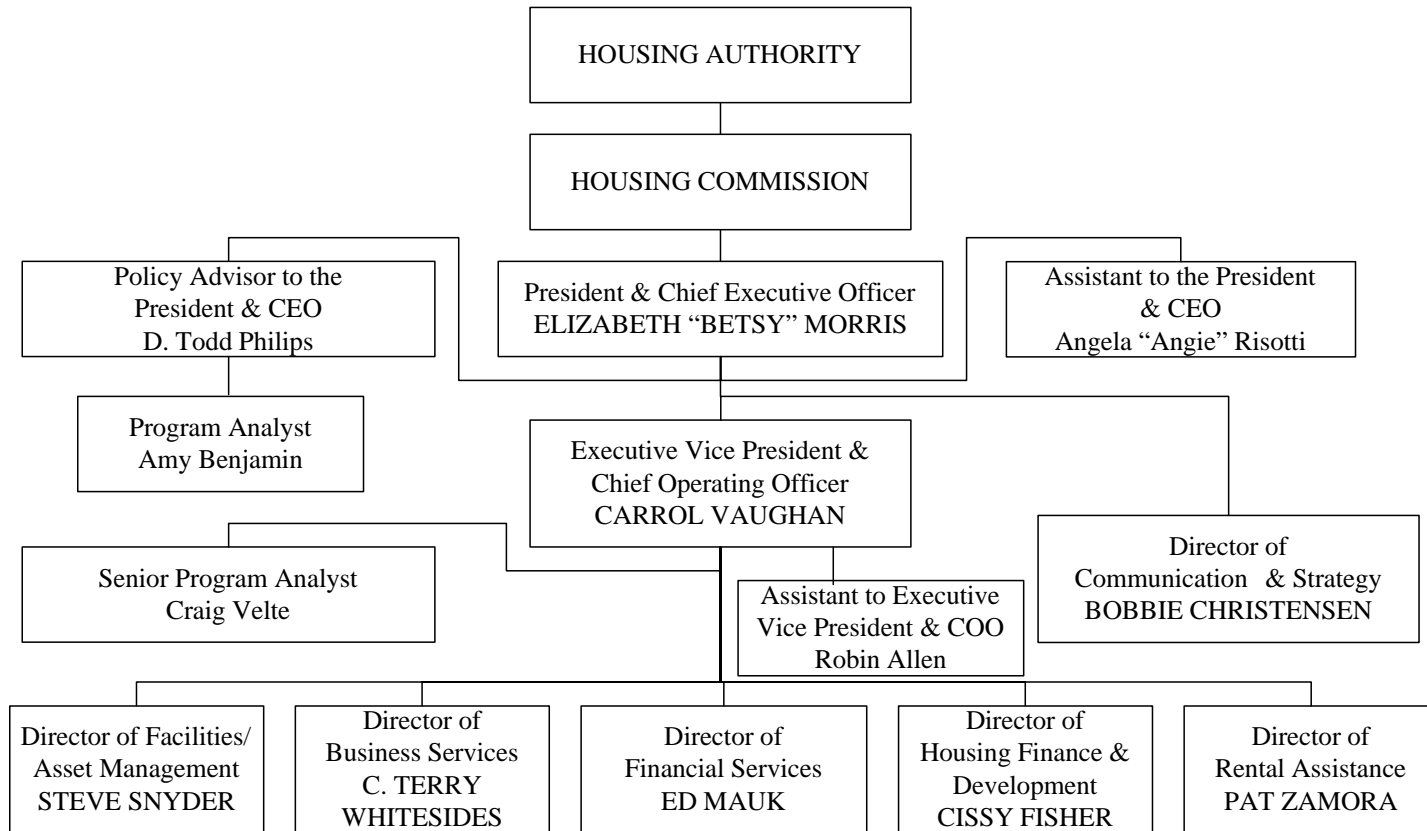 HOUSING AUTHORITY
HOUSING COMMISSION
Policy Advisor to the
President & CEO
D. Todd Philips
President & Chief Executive Officer
ELIZABETH “BETSY” MORRIS
Assistant to the President
& CEO
Angela “Angie” Risotti
Program Analyst
Amy Benjamin
Executive Vice President &
Chief Operating Officer
CARROL VAUGHAN
Senior Program Analyst
Craig Velte
Assistant to Executive
Vice President & COO
Robin Allen
Director of
Communication & Strategy
BOBBIE CHRISTENSEN
Director of Facilities/
Asset Management
STEVE SNYDER
Director of
Business Services
C. TERRY
WHITESIDES
Director of
Financial Services
ED MAUK
Director of
Housing Finance &
Development
CISSY FISHER
Director of
Rental Assistance
PAT ZAMORA